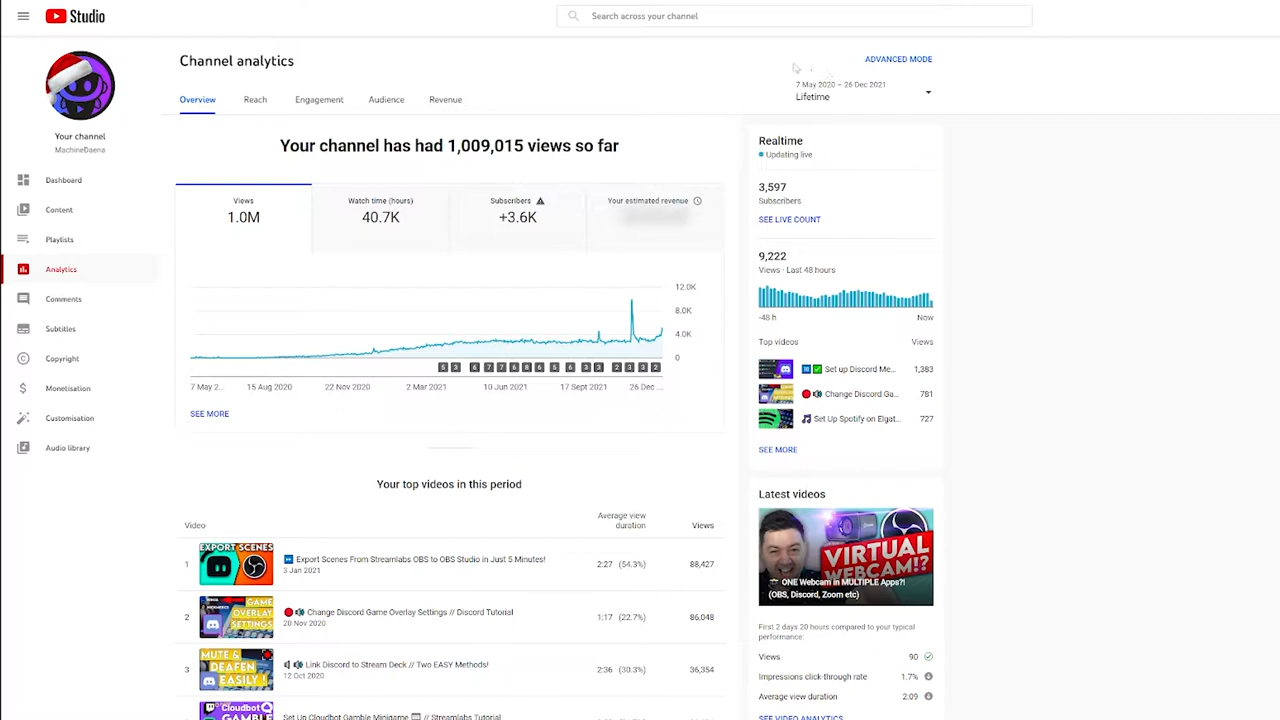 Studio
Search across your channel
Your channel
MachineDaena
Dashboard
Content
Playlists
Analytics
Comments
Subtitles
Copyright
Monetisation
Customisation
Audio library
Channel analytics
ADVANCED MODE
7 May 2020 – 26 Dec 2021
Lifetime
Overview
Reach
Engagement
Audience
Revenue
Your channel has had 1,009,015 views so far
Views
1.0M
Watch time (hours)
40.7K
Subscribers
+3.6K
Your estimated revenue
12.0K
8.0K
4.0K
0
7 May 2...
15 Aug 2020
22 Nov 2020
2 Mar 2021
10 Jun 2021
17 Sept 2021
26 Dec ...
SEE MORE
Your top videos in this period
Video
Average view
duration
Views
1
EXPORT SCENES
Export Scenes From Streamlabs OBS to OBS Studio in Just 5 Minutes!
3 Jan 2021
2:27 (54.3%)
88,427
2
GAME
OVERLAY
SETTINGS
Change Discord Game Overlay Settings // Discord Tutorial
20 Nov 2020
1:17 (22.7%)
86,048
3
MUTE &
DEAFEN
EASILY!
Link Discord to Stream Deck // Two EASY Methods!
12 Oct 2020
2:36 (30.3%)
36,354
Cloudbot
GAMBLE
Set Up Cloudbot Gamble Minigame // Streamlabs Tutorial
Realtime
Updating live
3,597
Subscribers
SEE LIVE COUNT
9,222
Views · Last 48 hours
-48 h
Now
Top videos
Views
Set up Discord Me...
1,383
Change Discord Ga...
781
Set Up Spotify on Elgat...
727
SEE MORE
Latest videos
VIRTUAL
WEBCAM!?
ONE Webcam in MULTIPLE Apps?!
(OBS, Discord, Zoom etc)
First 2 days 20 hours compared to your typical
performance:
Views
90
Impressions click-through rate
1.7%
Average view duration
2:09
SEE VIDEO ANALYTICS